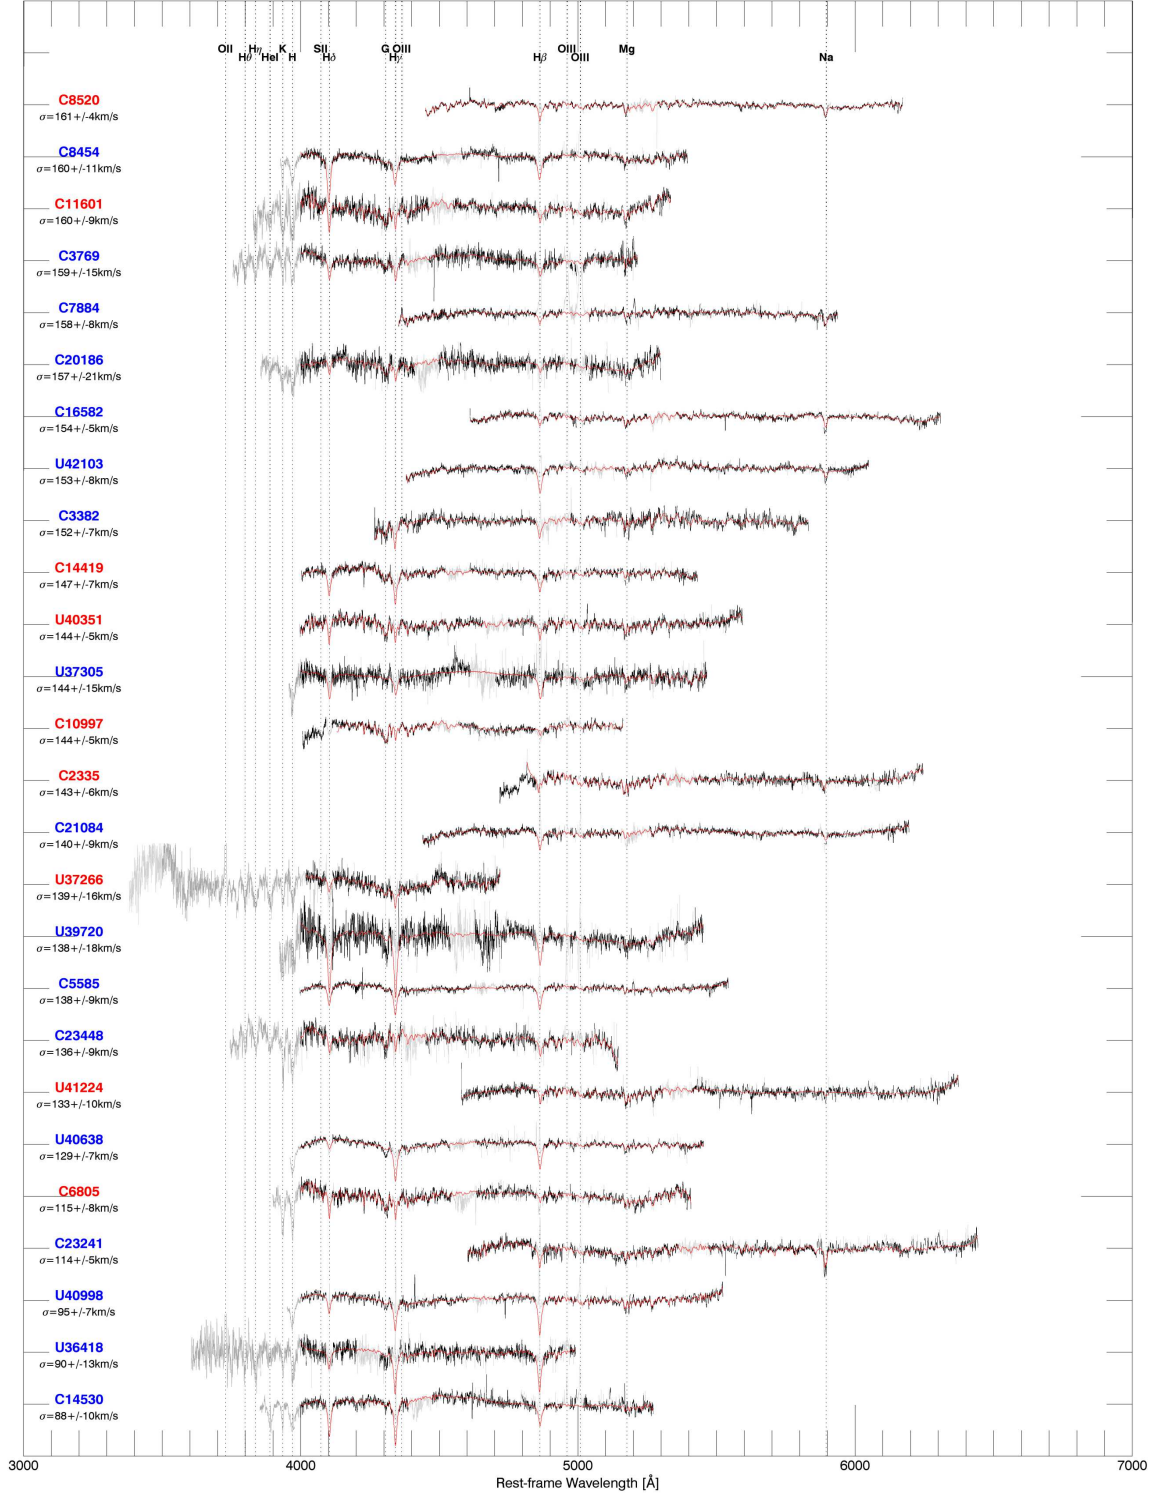 OII Hη K SII G OIII OIII Mg
Hθ HeI H Hδ Hγ Hβ OIII Na
C8520
σ=161+/-4km/s
C8454
σ=160+/-11km/s
C11601
σ=160+/-9km/s
C3769
σ=159+/-15km/s
C7884
σ=158+/-8km/s
C20186
σ=157+/-21km/s
C16582
σ=154+/-5km/s
U42103
σ=153+/-8km/s
C3382
σ=152+/-7km/s
C14419
σ=147+/-7km/s
U40351
σ=144+/-5km/s
U37305
σ=144+/-15km/s
C10997
σ=144+/-5km/s
C2335
σ=143+/-6km/s
C21084
σ=140+/-9km/s
U37266
σ=139+/-16km/s
U39720
σ=138+/-18km/s
C5585
σ=138+/-9km/s
C23448
σ=136+/-9km/s
U41224
σ=133+/-10km/s
U40638
σ=129+/-7km/s
C6805
σ=115+/-8km/s
C23241
σ=114+/-5km/s
U40998
σ=95+/-7km/s
U36418
σ=90+/-13km/s
C14530
σ=88+/-10km/s
3000 4000 5000 6000 7000
Rest-frame Wavelength [Å]